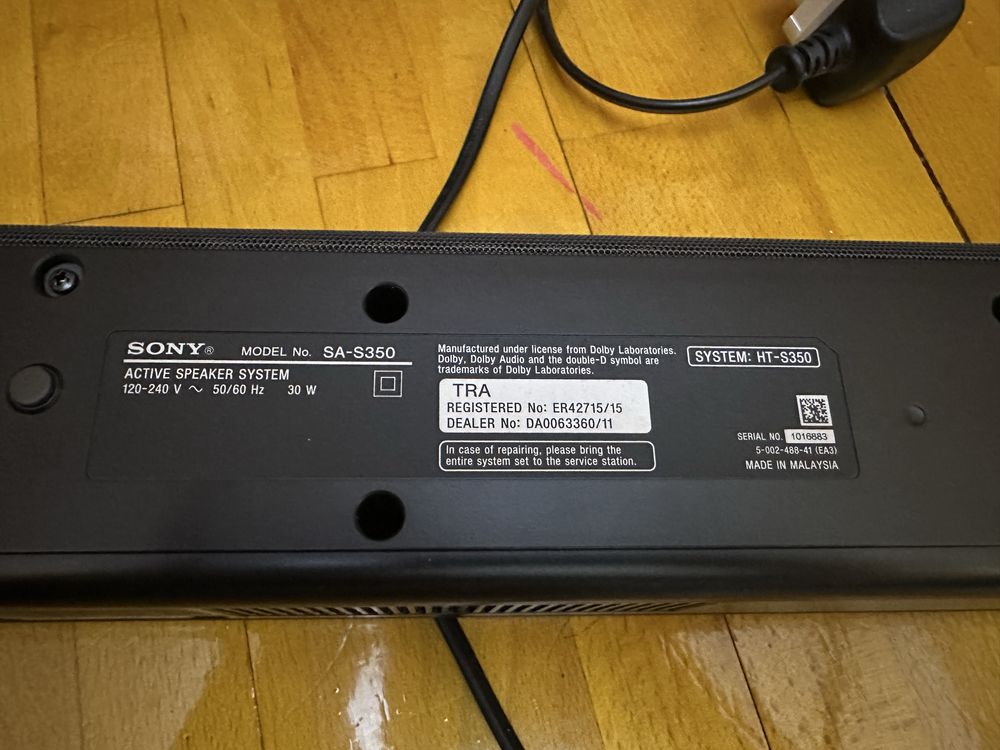 SONY® MODEL No. SA-S350
ACTIVE SPEAKER SYSTEM
120-240 V ~ 50/60 Hz 30 W
Manufactured under license from Dolby Laboratories.
Dolby, Dolby Audio and the double-D symbol are
trademarks of Dolby Laboratories.
TRA
REGISTERED No: ER42715/15
DEALER No: DA0063360/11
In case of repairing, please bring the
entire system set to the service station.
SYSTEM: HT-S350
SERIAL NO. 1016883
5-002-488-41 (EA3)
MADE IN MALAYSIA